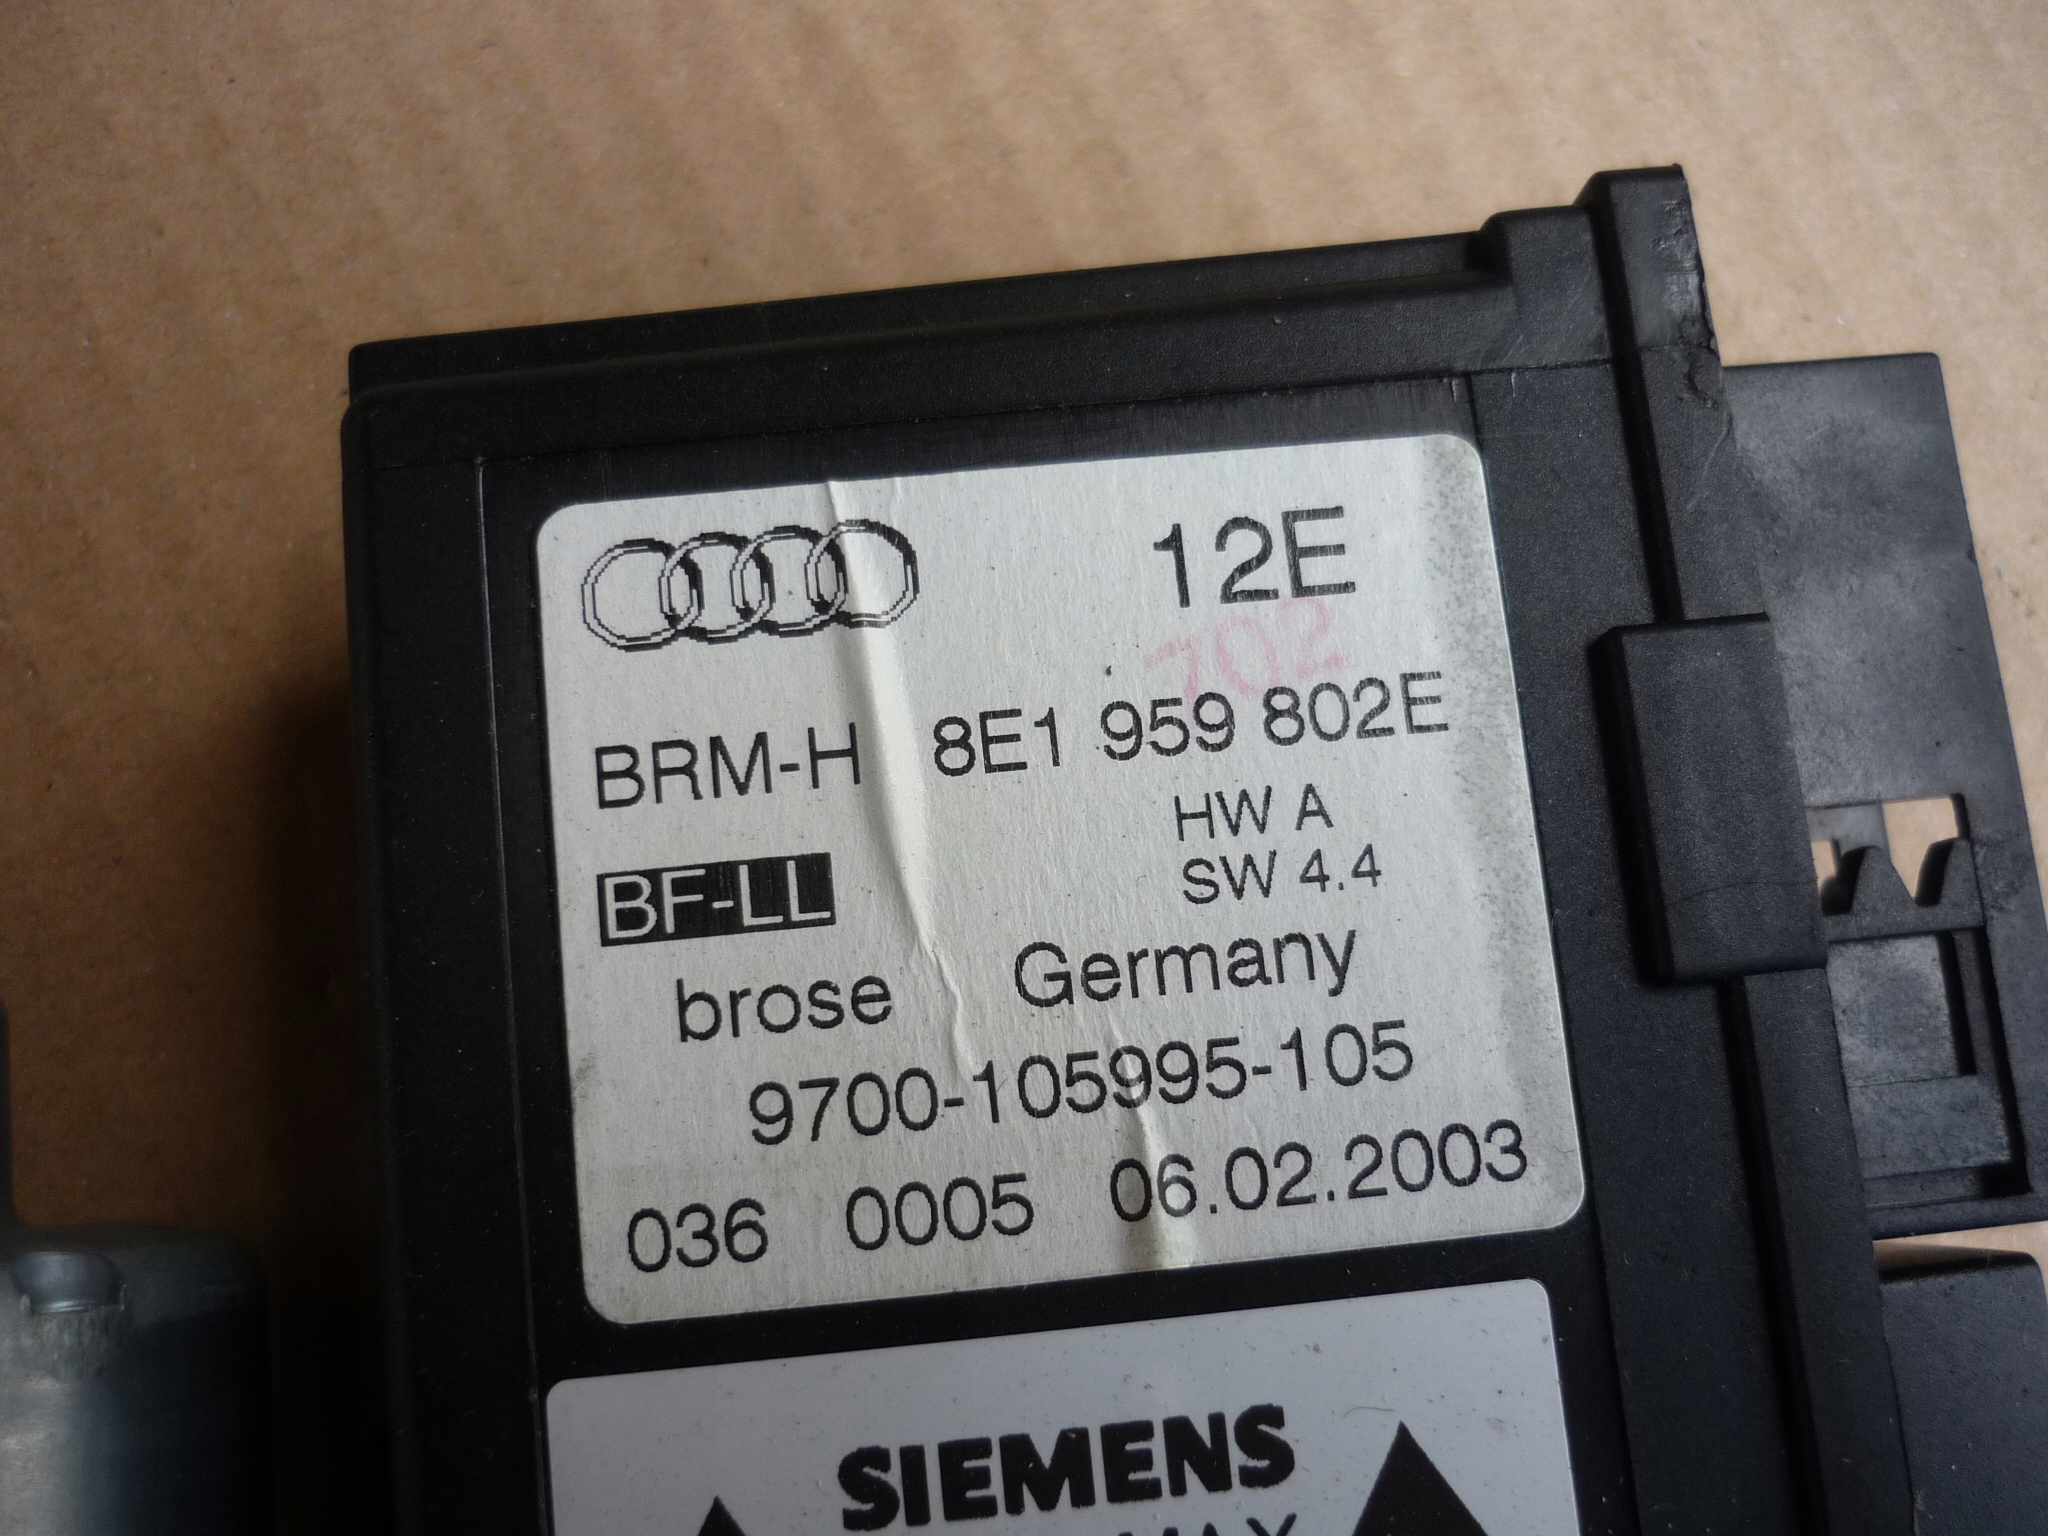 12E
702
BRM-H 8E1 959 802E
HW A
SW 4.4
BF-LL
brose Germany
9700-105995-105
036 0005 06.02.2003
SIEMENS
MAX